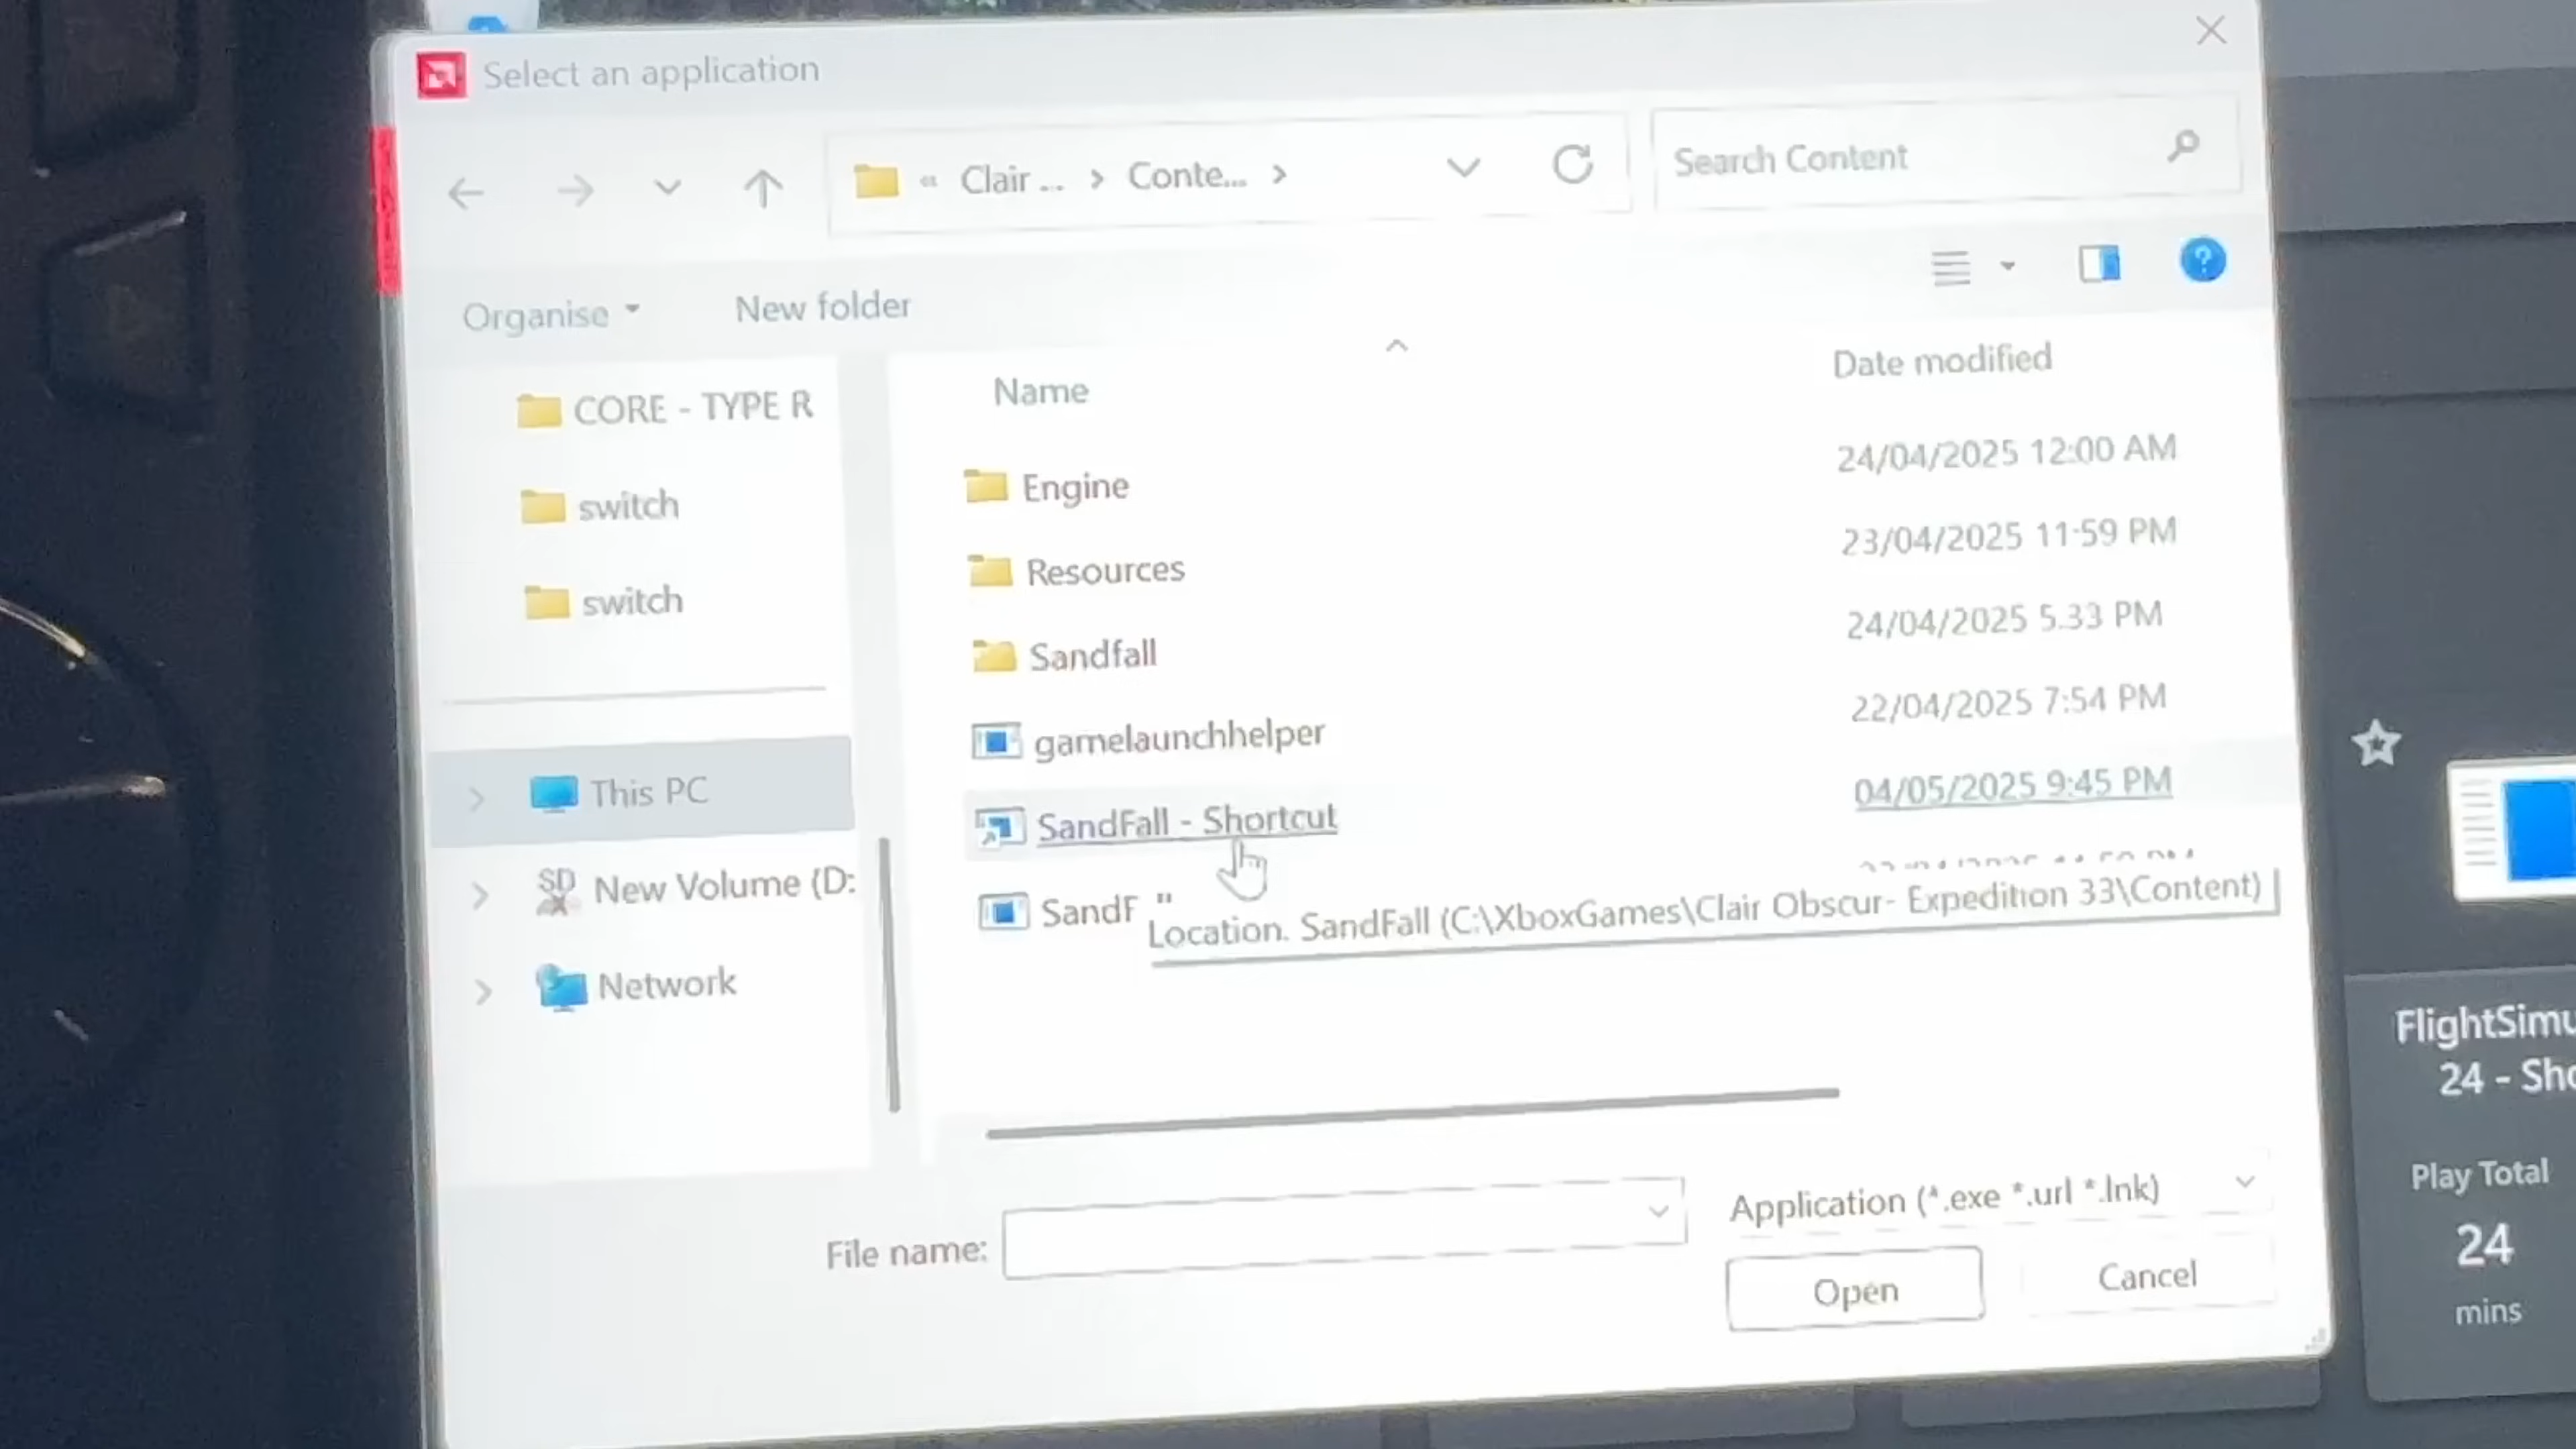 Select an application
« Clair ... > Conte... >
Search Content
Organise
New folder
Name
Date modified
CORE - TYPE R
switch
switch
This PC
New Volume (D:
Network
Engine
24/04/2025 12:00 AM
Resources
23/04/2025 11:59 PM
Sandfall
24/04/2025 5:33 PM
gamelaunchhelper
22/04/2025 7:54 PM
SandFall - Shortcut
04/05/2025 9:45 PM
SandF
Location: SandFall (C:\XboxGames\Clair Obscur- Expedition 33\Content)
File name:
Application (*.exe *.url *.lnk)
Open
Cancel
FlightSimu
24 - Sho
Play Total
24
mins